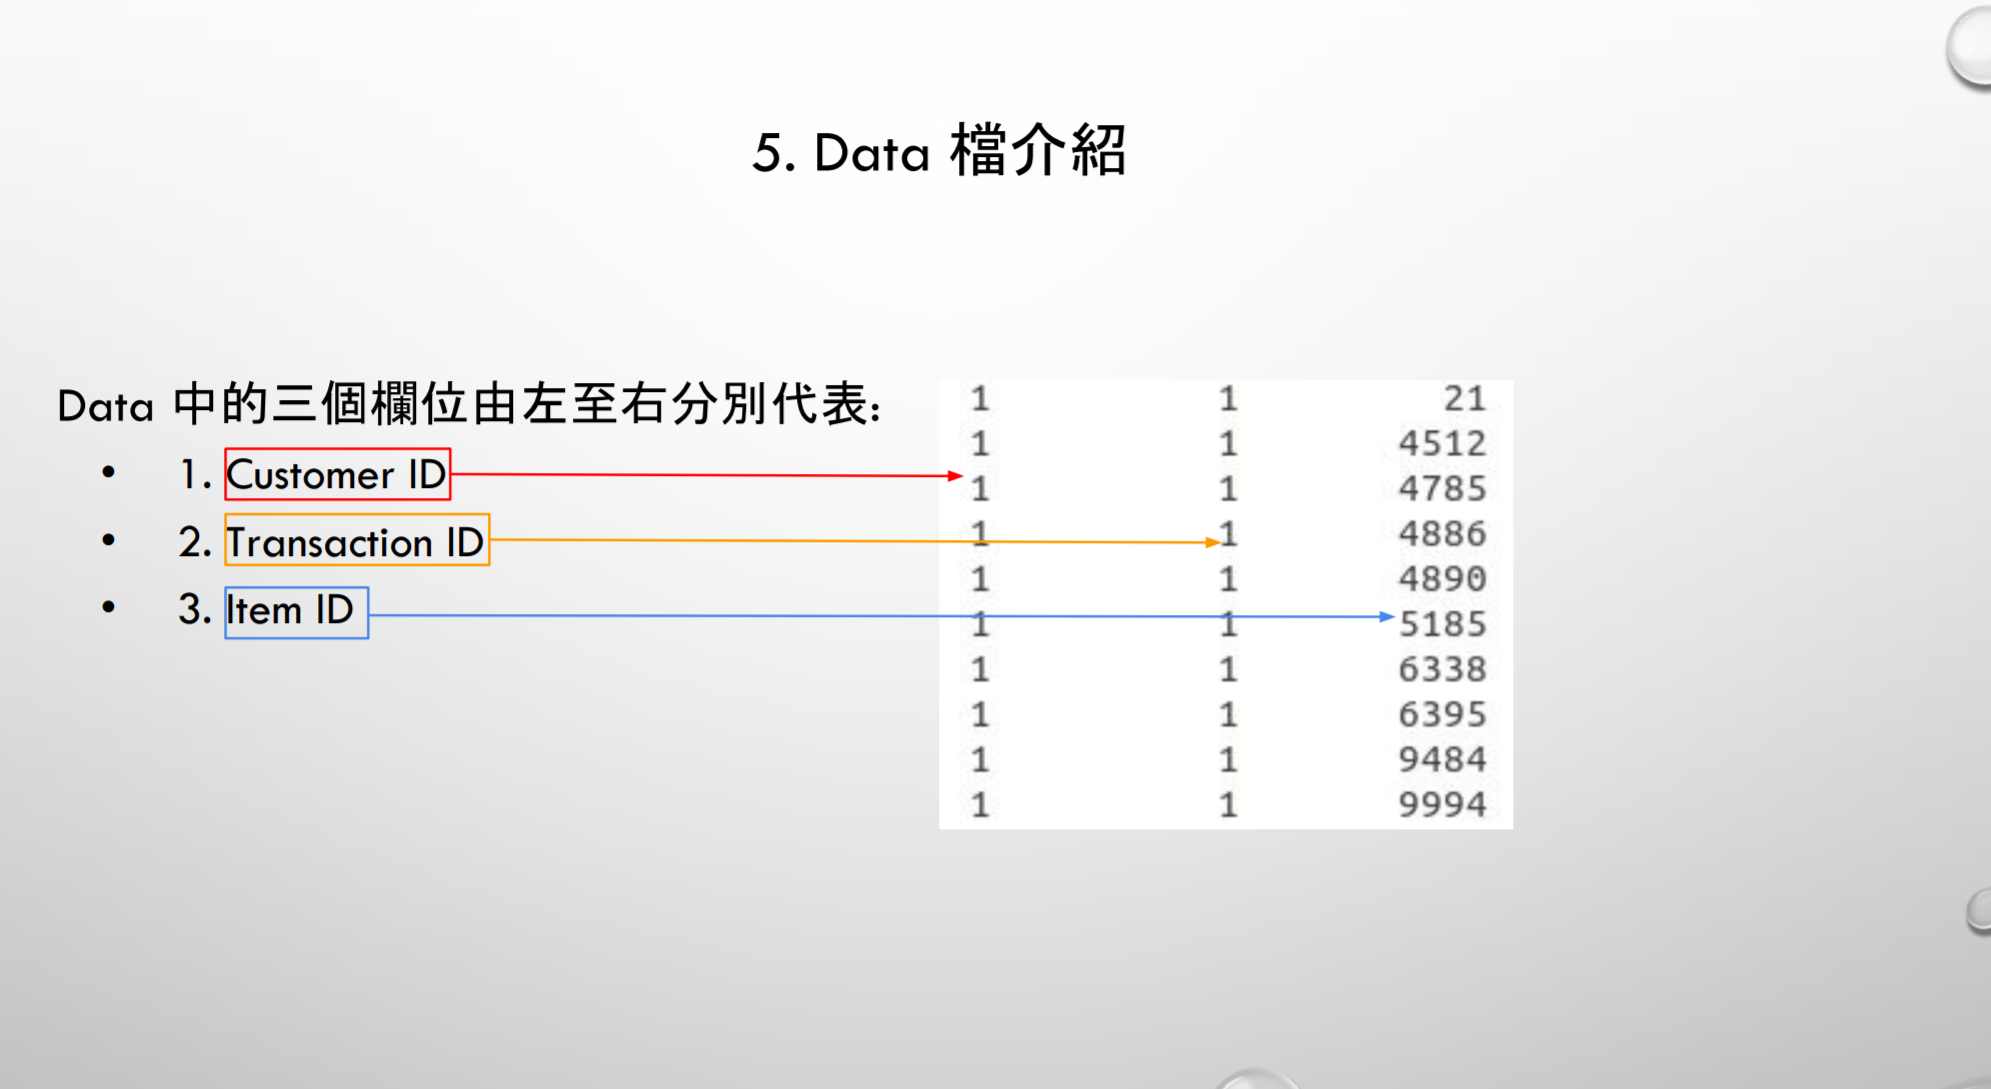 5. Data 檔介紹
Data 中的三個欄位由左至右分別代表:
• 1. Customer ID
• 2. Transaction ID
• 3. Item ID
1 1 21
1 1 4512
1 1 4785
1 1 4886
1 1 4890
1 1 5185
1 1 6338
1 1 6395
1 1 9484
1 1 9994